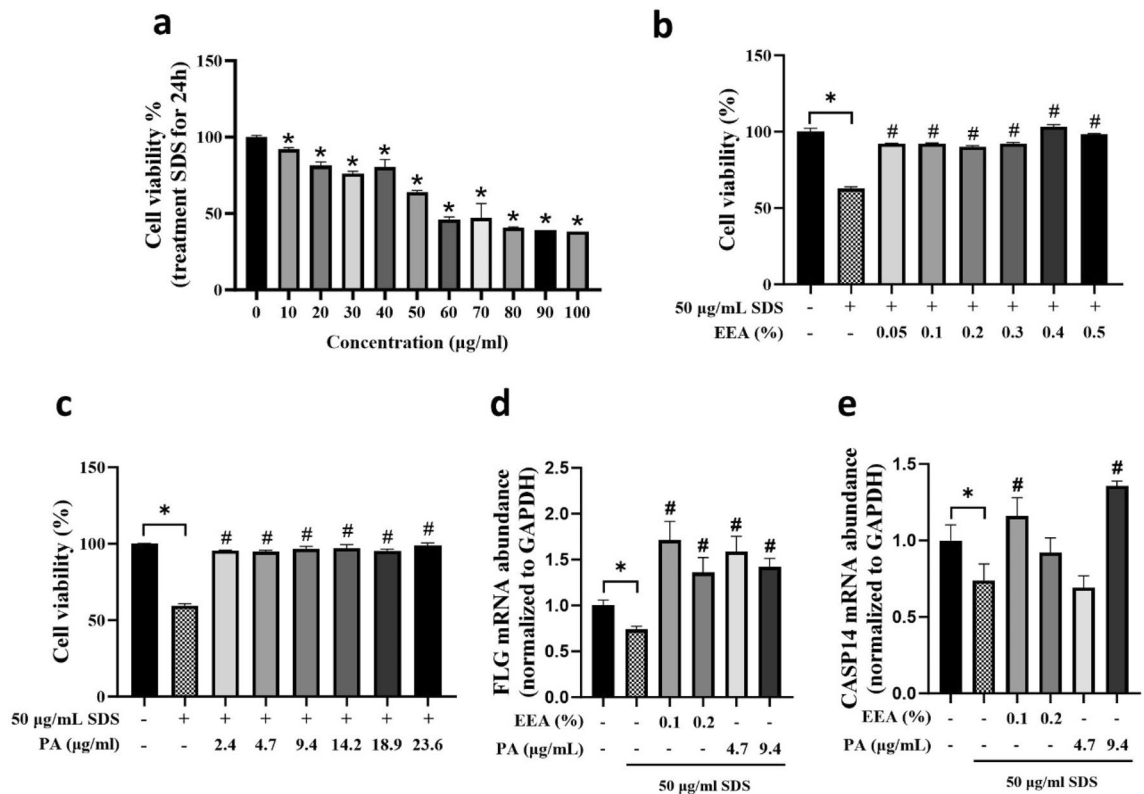 a
Cell viability %
(treatment SDS for 24h)
150
100
50
0
* * * * * * * * * *
0 10 20 30 40 50 60 70 80 90 100
Concentration (μg/ml)
b
Cell viability (%)
150
100
50
0
*
# # # # # #
50 μg/mL SDS - + + + + + + +
EEA (%) - - 0.05 0.1 0.2 0.3 0.4 0.5
c
Cell viability (%)
150
100
50
0
*
# # # # # #
50 μg/mL SDS - + + + + + + +
PA (μg/ml) - - 2.4 4.7 9.4 14.2 18.9 23.6
d
FLG mRNA abundance
(normalized to GAPDH)
2.5
2.0
1.5
1.0
0.5
0.0
*
# # # #
EEA (%) - - 0.1 0.2 - -
PA (μg/mL) - - - - 4.7 9.4
50 μg/ml SDS
e
CASP14 mRNA abundance
(normalized to GAPDH)
1.5
1.0
0.5
0.0
*
# #
EEA (%) - - 0.1 0.2 - -
PA (μg/mL) - - - - 4.7 9.4
50 μg/ml SDS